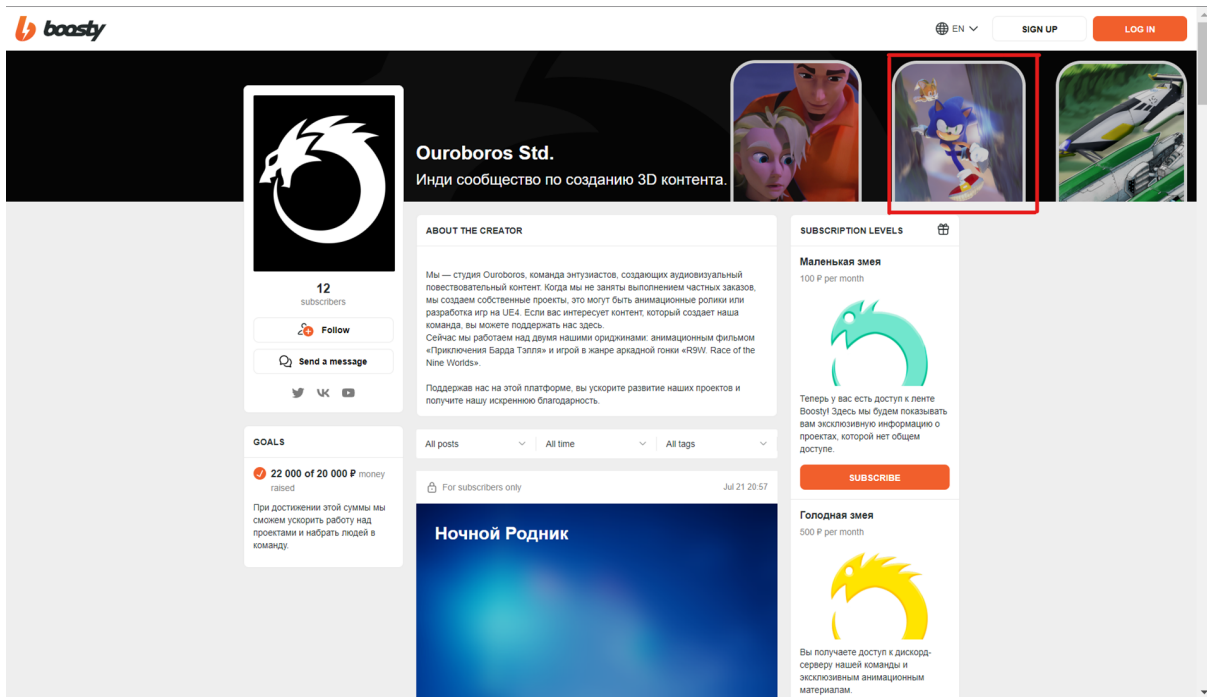 boosty
EN
SIGN UP
LOG IN
Ouroboros Std.
Инди сообщество по созданию 3D контента.
12
subscribers
Follow
Send a message
GOALS
22 000 of 20 000 ₽ money
raised
При достижении этой суммы мы
сможем ускорить работу над
проектами и набрать людей в
команду.
ABOUT THE CREATOR
Мы — студия Ouroboros, команда энтузиастов, создающих аудиовизуальный
повествовательный контент. Когда мы не заняты выполнением частных заказов,
мы создаем собственные проекты, это могут быть анимационные ролики или
разработка игр на UE4. Если вас интересует контент, который создает наша
команда, вы можете поддержать нас здесь.
Сейчас мы работаем над двумя нашими ориджинами: анимационным фильмом
«Приключения Барда Тэлля» и игрой в жанре аркадной гонки «R9W. Race of the
Nine Worlds».
Поддержав нас на этой платформе, вы ускорите развитие наших проектов и
получите нашу искреннюю благодарность.
All posts
All time
All tags
For subscribers only
Jul 21 20:57
Ночной Родник
SUBSCRIPTION LEVELS
Маленькая змея
100 ₽ per month
Теперь у вас есть доступ к ленте
Boosty! Здесь мы будем показывать
вам эксклюзивную информацию о
проектах, которой нет общем
доступе.
SUBSCRIBE
Голодная змея
500 ₽ per month
Вы получаете доступ к дискорд-
серверу нашей команды и
эксклюзивным анимационным
материалам.